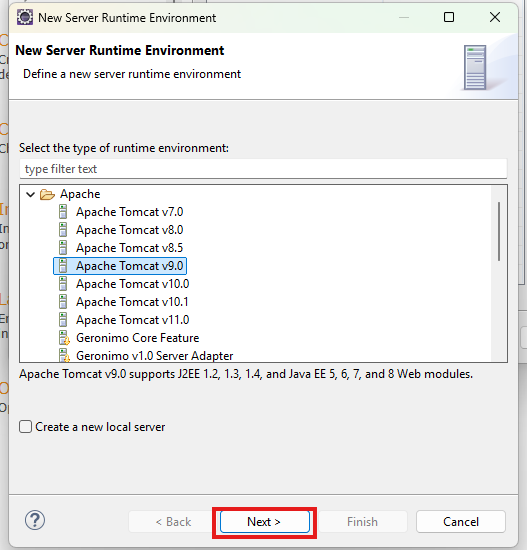 New Server Runtime Environment
New Server Runtime Environment
Define a new server runtime environment
Select the type of runtime environment:
type filter text
Apache
Apache Tomcat v7.0
Apache Tomcat v8.0
Apache Tomcat v8.5
Apache Tomcat v9.0
Apache Tomcat v10.0
Apache Tomcat v10.1
Apache Tomcat v11.0
Geronimo Core Feature
Geronimo v1.0 Server Adapter
Apache Tomcat v9.0 supports J2EE 1.2, 1.3, 1.4, and Java EE 5, 6, 7, and 8 Web modules.
Create a new local server
? < Back Next > Finish Cancel